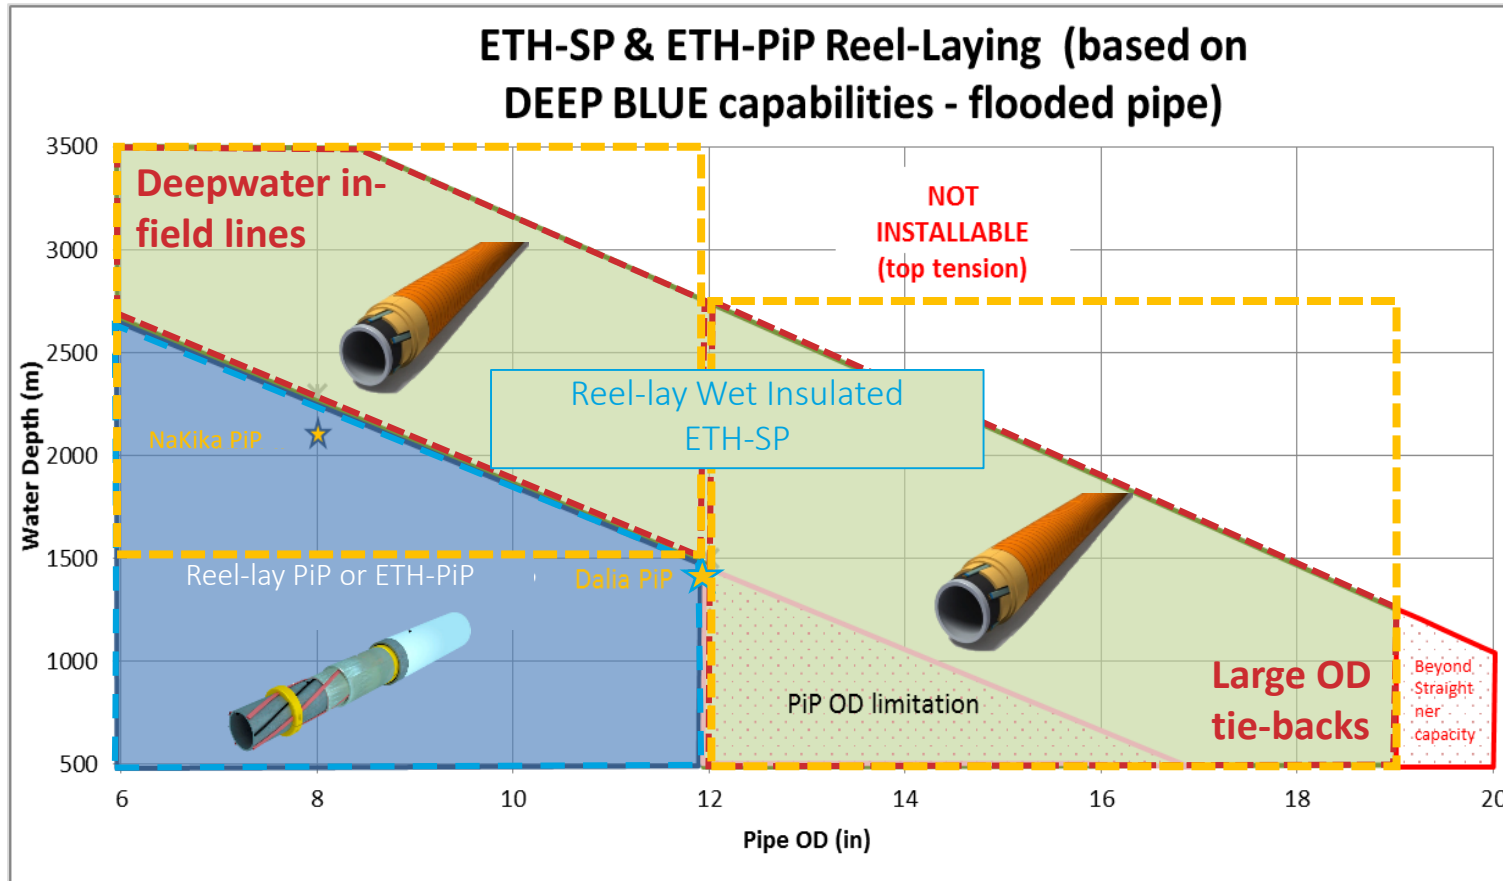 ETH-SP & ETH-PiP Reel-Laying (based on
DEEP BLUE capabilities - flooded pipe)
3500
3000
2500
2000
1500
1000
500
Water Depth (m)
Deepwater in-
field lines
NOT
INSTALLABLE
(top tension)
Reel-lay Wet Insulated
ETH-SP
NaKika PiP
Reel-lay PiP or ETH-PiP
Dalia PiP
PiP OD limitation
Large OD
tie-backs
Beyond
Straight
ner
capacity
6
8
10
12
14
16
18
20
Pipe OD (in)